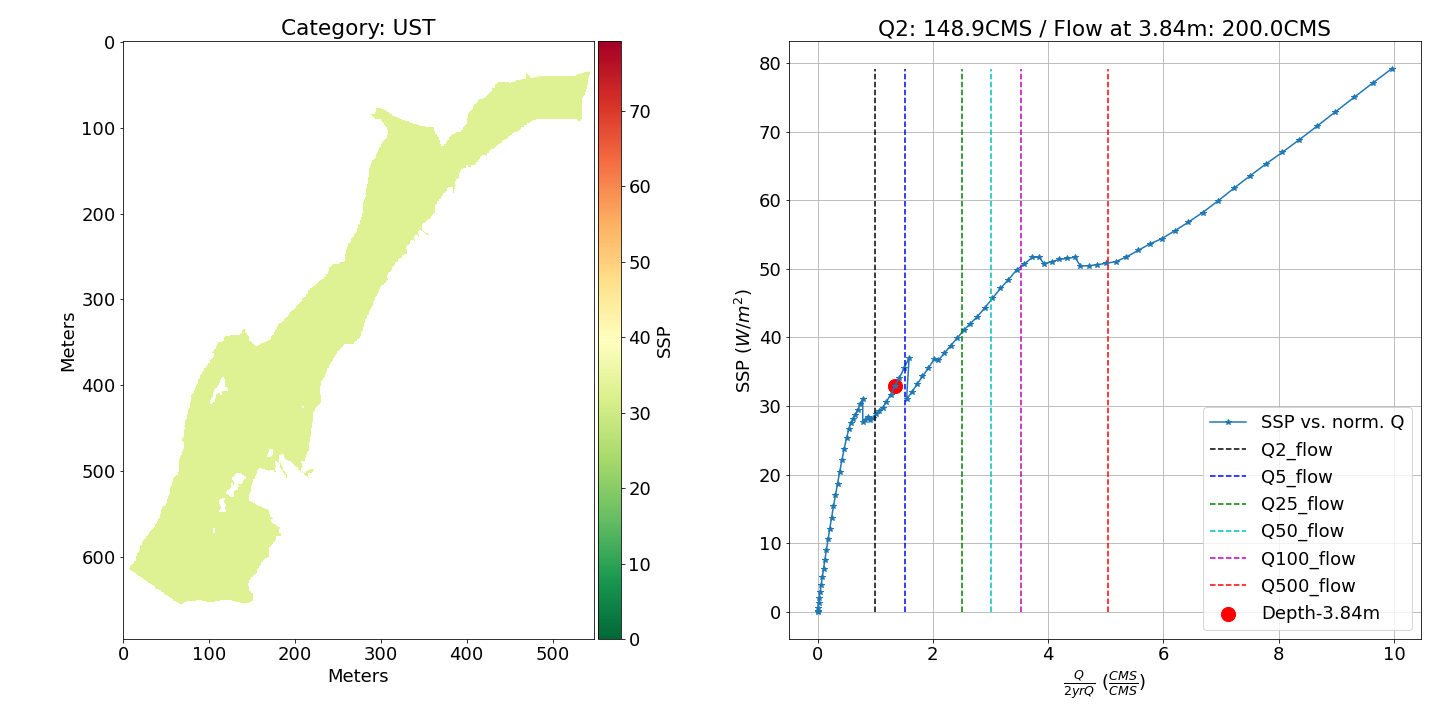 Category: UST
0
100
200
300
400
500
600
Meters
0 100 200 300 400 500
Meters
70
60
50
40
30
20
10
0
SSP
Q2: 148.9CMS / Flow at 3.84m: 200.0CMS
80
70
60
50
40
30
20
10
0
SSP (W/m²)
0 2 4 6 8 10
Q/2yrQ (CMS/CMS)
SSP vs. norm. Q
Q2_flow
Q5_flow
Q25_flow
Q50_flow
Q100_flow
Q500_flow
Depth-3.84m